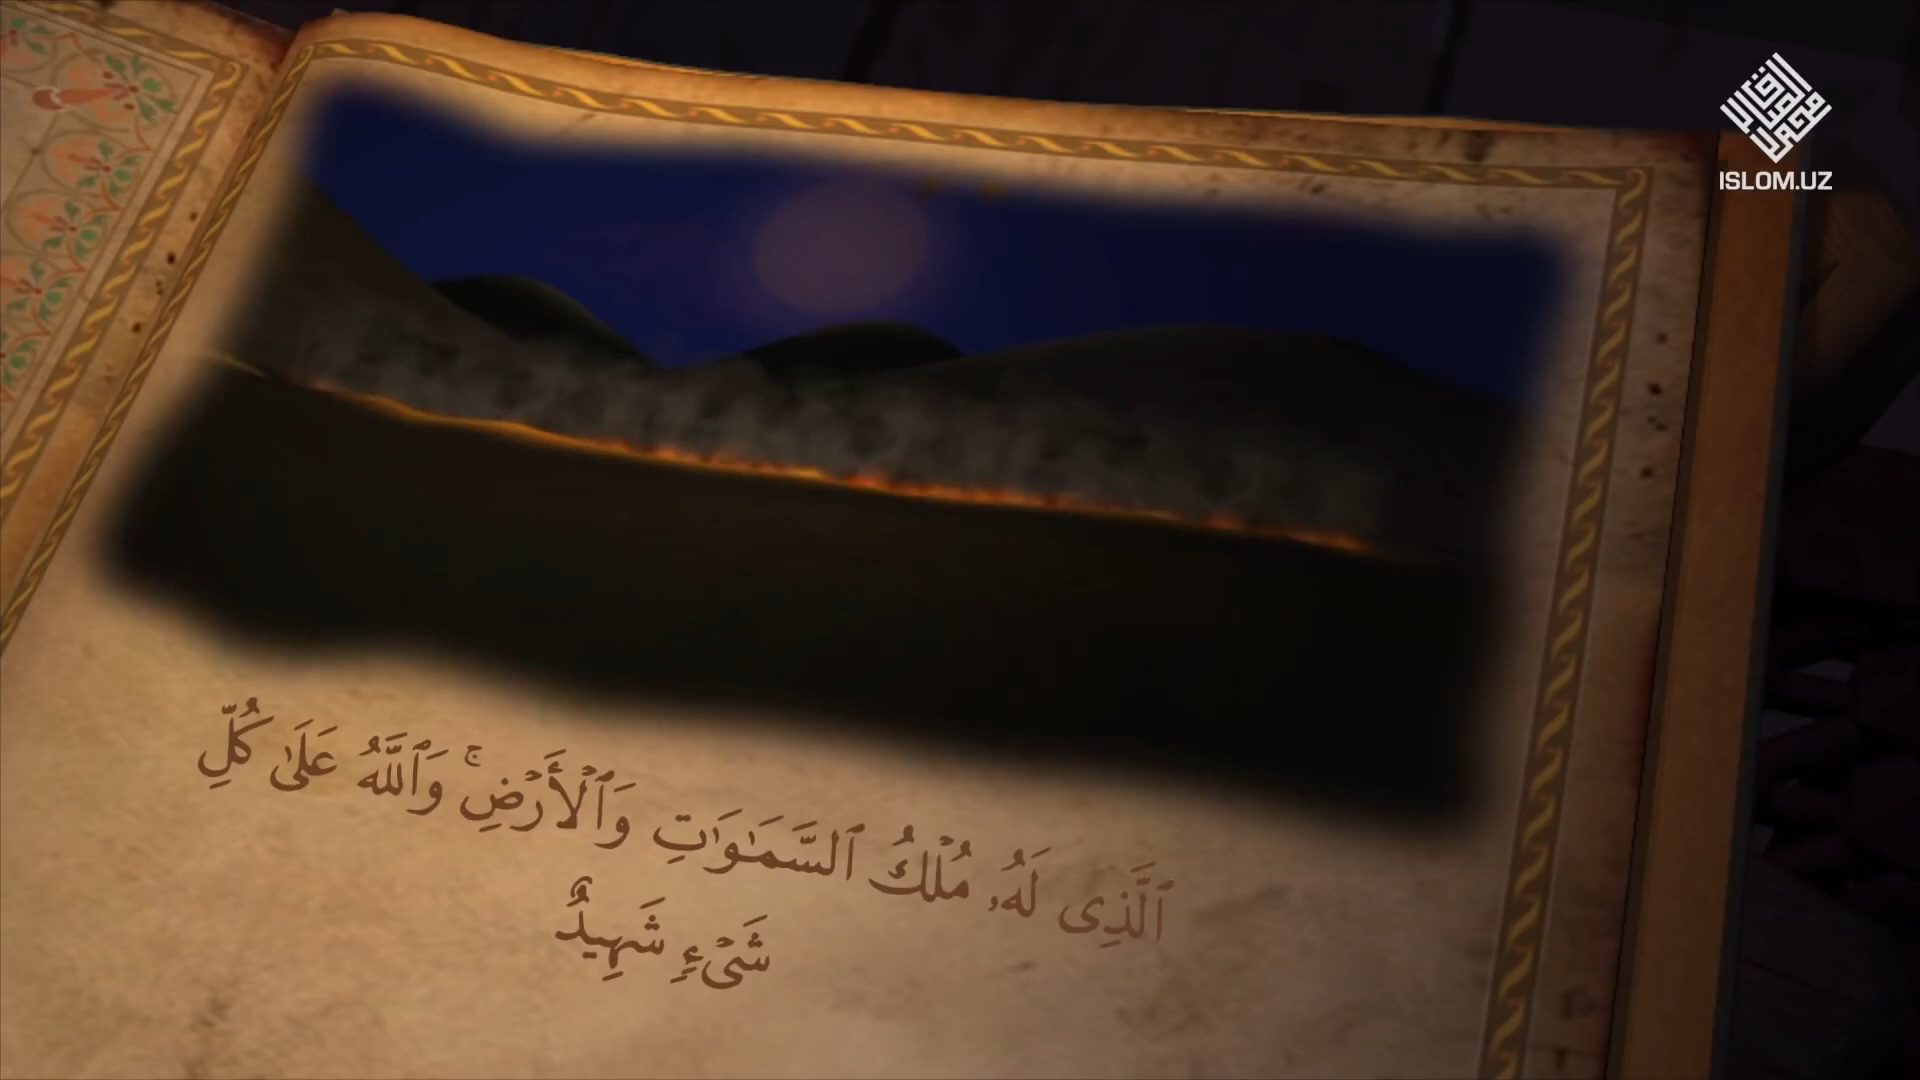 ISLOM.UZ
ٱلَّذِى لَهُۥ مُلْكُ ٱلسَّمَـٰوَٰتِ وَٱلْأَرْضِ ۚ وَٱللَّهُ عَلَىٰ كُلِّ
شَىْءٍ شَهِيدٌ